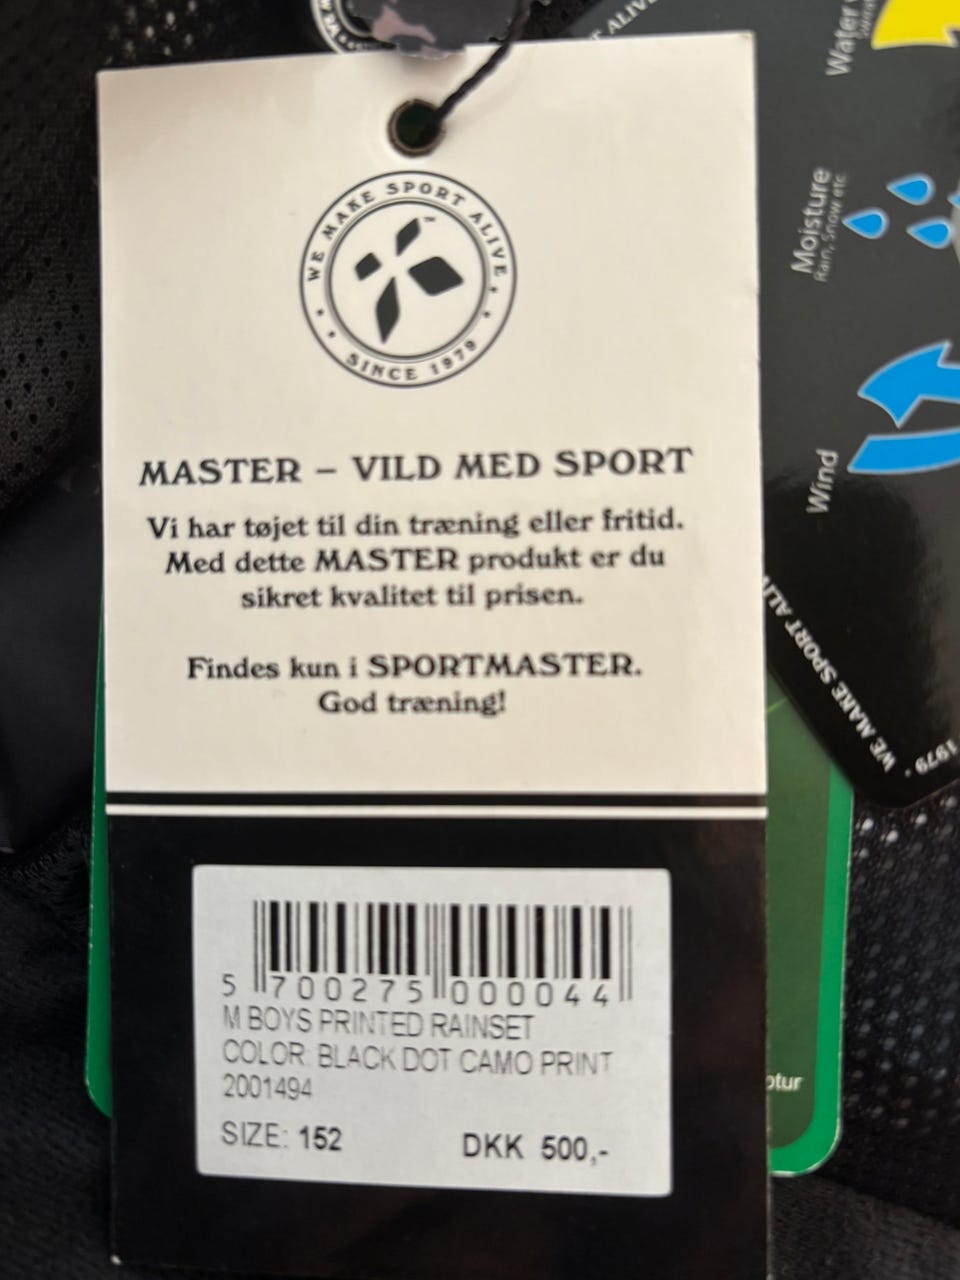 WE MAKE SPORT ALIVE
SINCE 1979
™
MASTER – VILD MED SPORT
Vi har tøjet til din træning eller fritid.
Med dette MASTER produkt er du
sikret kvalitet til prisen.
Findes kun i SPORTMASTER.
God træning!
5 700275 000044
M BOYS PRINTED RAINSET
COLOR: BLACK DOT CAMO PRINT
2001494
SIZE: 152 DKK 500,-
Water
Moisture
Rain, Snow etc.
Wind
WE MAKE SPORT ALIV
1979